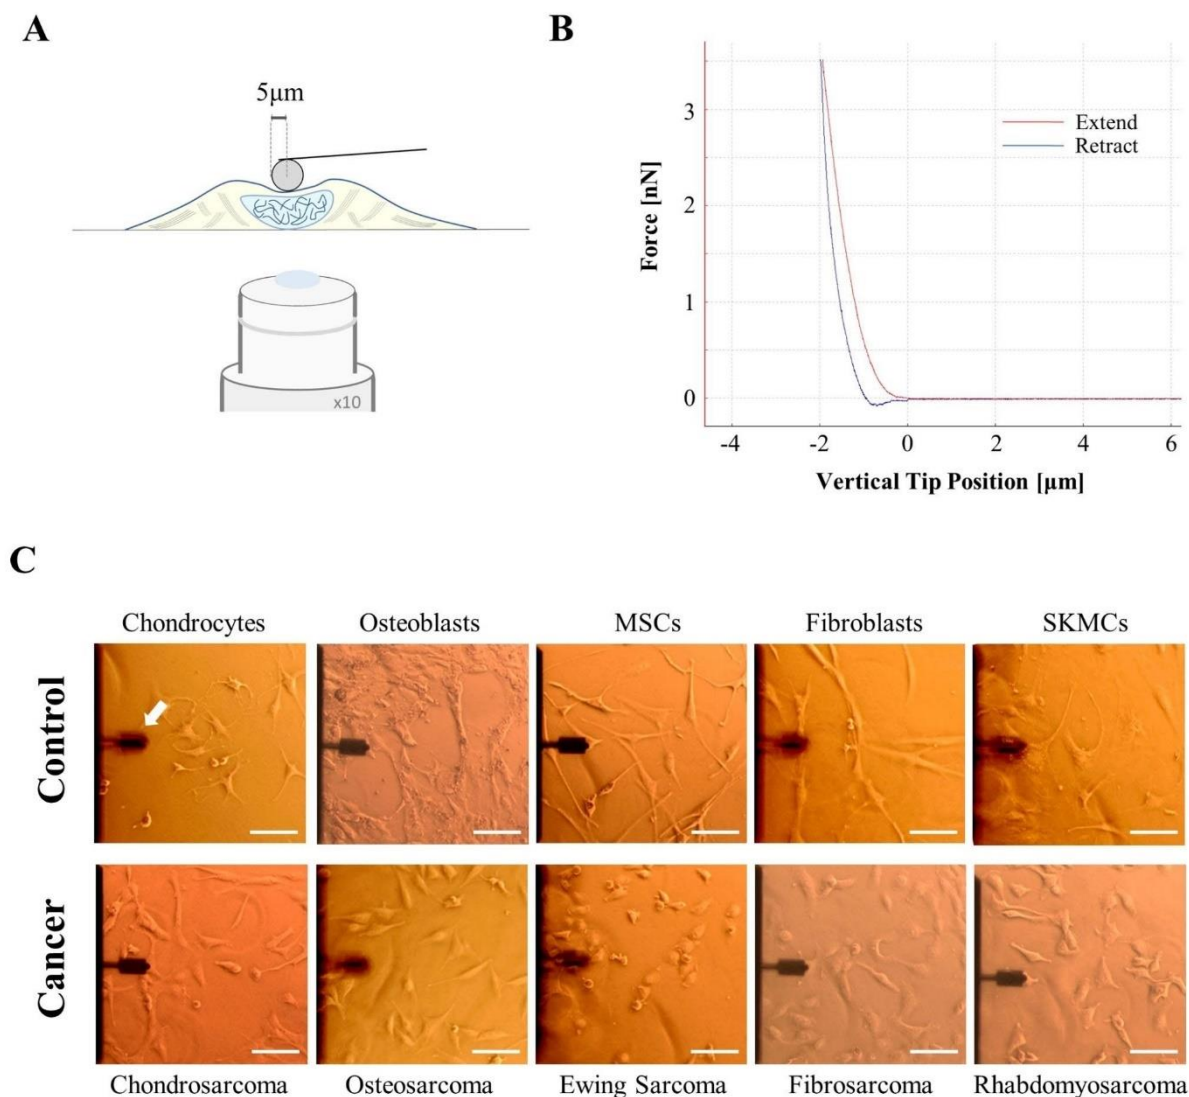 A
5µm
x10
B
3
2
1
0
Force [nN]
Extend
Retract
-4
-2
0
2
4
6
Vertical Tip Position [µm]
C
Chondrocytes
Osteoblasts
MSCs
Fibroblasts
SKMCs
Control
Cancer
Chondrosarcoma
Osteosarcoma
Ewing Sarcoma
Fibrosarcoma
Rhabdomyosarcoma